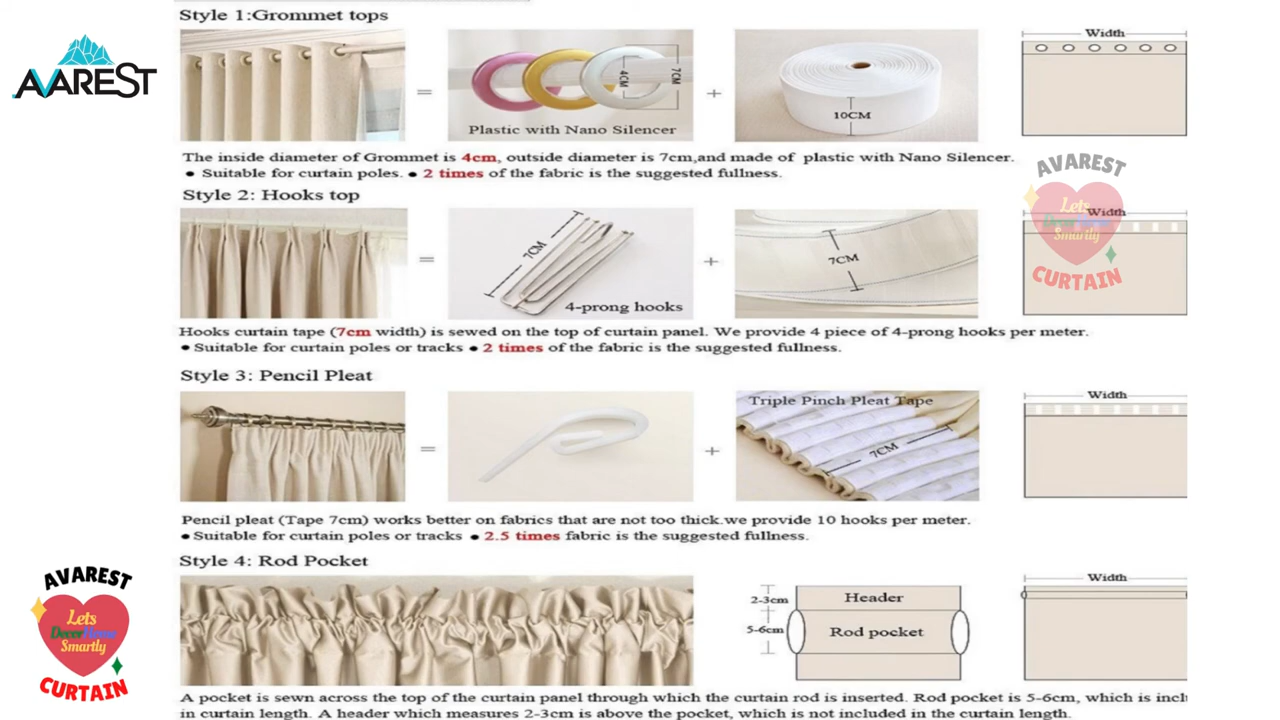 Style 1:Grommet tops
Width
AVAREST
4CM
7CM
10CM
Plastic with Nano Silencer
The inside diameter of Grommet is 4cm, outside diameter is 7cm,and made of plastic with Nano Silencer.
• Suitable for curtain poles. • 2 times of the fabric is the suggested fullness.
AVAREST
Lets
DecorHome
Smartly
CURTAIN
Style 2: Hooks top
Width
7CM
7CM
4-prong hooks
Hooks curtain tape (7cm width) is sewed on the top of curtain panel. We provide 4 piece of 4-prong hooks per meter.
• Suitable for curtain poles or tracks • 2 times of the fabric is the suggested fullness.
Style 3: Pencil Pleat
Width
Triple Pinch Pleat Tape
7CM
Pencil pleat (Tape 7cm) works better on fabrics that are not too thick.we provide 10 hooks per meter.
• Suitable for curtain poles or tracks • 2.5 times fabric is the suggested fullness.
Style 4: Rod Pocket
Width
2-3cm
Header
5-6cm
Rod pocket
AVAREST
Lets
DecorHome
Smartly
CURTAIN
A pocket is sewn across the top of the curtain panel through which the curtain rod is inserted. Rod pocket is 5-6cm, which is incl
in curtain length. A header which measures 2-3cm is above the pocket, which is not included in the curtain length.